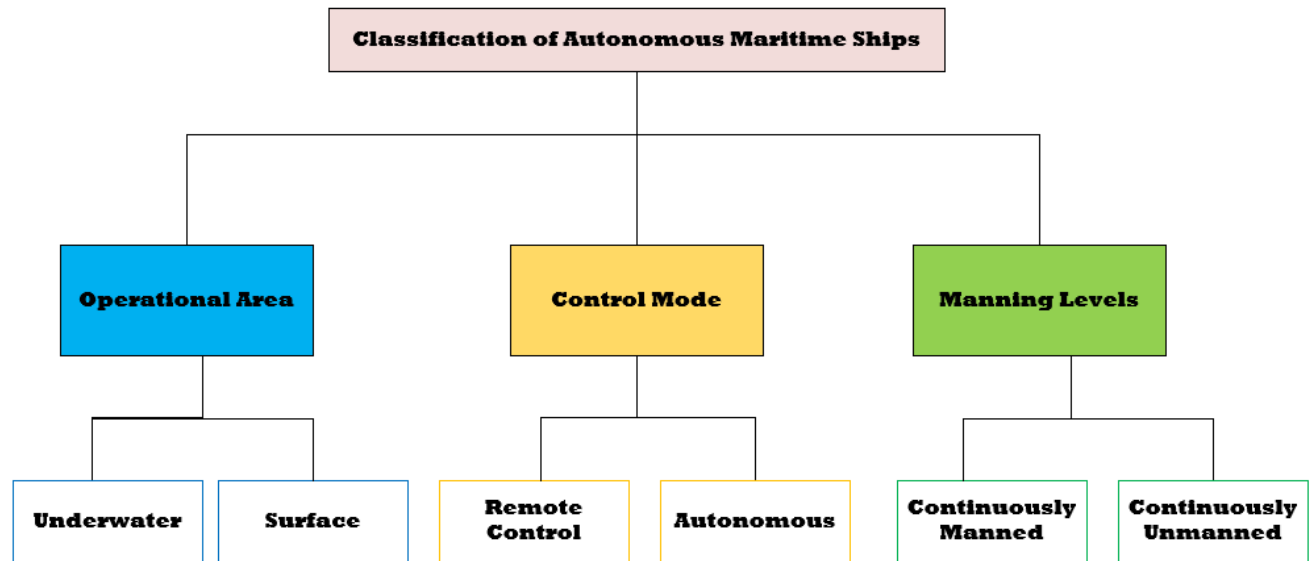 Classification of Autonomous Maritime Ships
Operational Area
Control Mode
Manning Levels
Underwater
Surface
Remote
Control
Autonomous
Continuously
Manned
Continuously
Unmanned